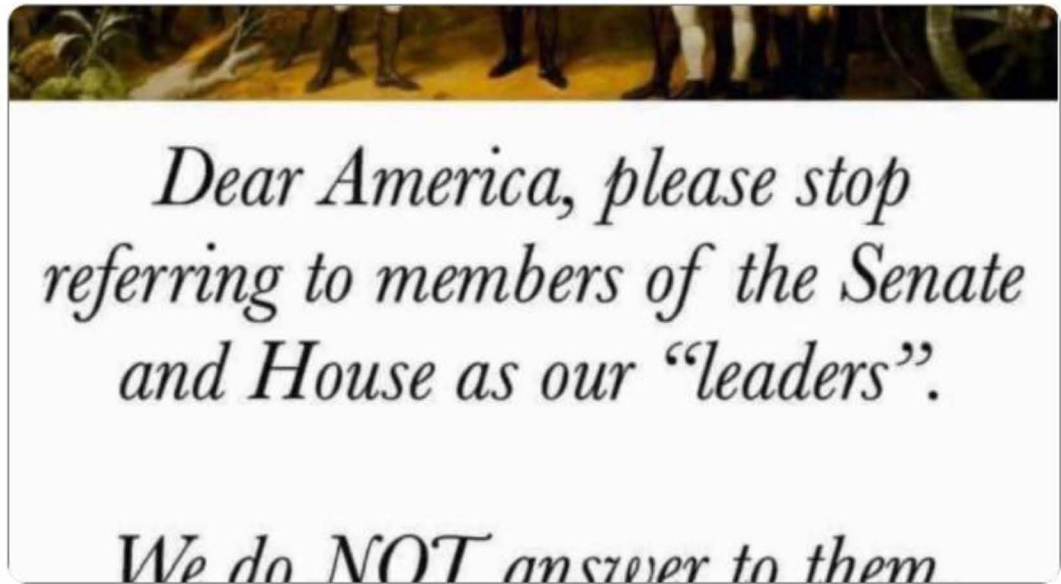 Dear America, please stop
referring to members of the Senate
and House as our “leaders”.
We do NOT answer to them